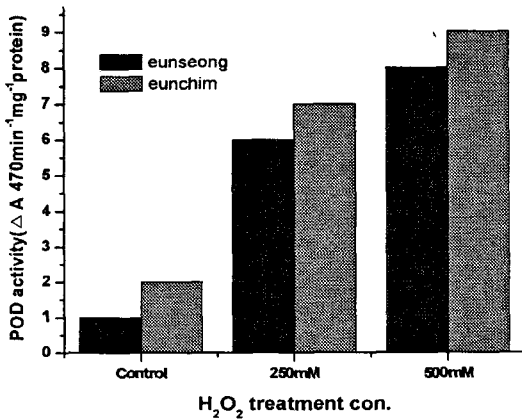 POD activity(△ A 470min⁻¹mg⁻¹protein)
9
8
7
6
5
4
3
2
1
0
eunseong
eunchim
Control
250mM
500mM
H₂O₂ treatment con.